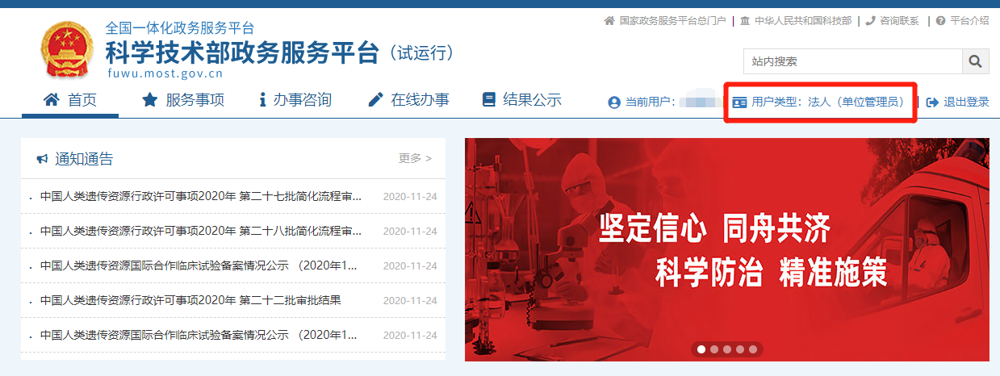 国家政务服务平台总门户 | 中华人民共和国科技部 | 咨询联系 | 平台介绍
全国一体化政务服务平台
科学技术部政务服务平台（试运行）
fuwu.most.gov.cn
站内搜索
首页 服务事项 办事咨询 在线办事 结果公示
当前用户： 用户类型：法人（单位管理员） | 退出登录
通知通告 更多 >
· 中国人类遗传资源行政许可事项2020年 第二十七批简化流程审... 2020-11-24
· 中国人类遗传资源行政许可事项2020年 第二十八批简化流程审... 2020-11-24
· 中国人类遗传资源国际合作临床试验备案情况公示 （2020年1... 2020-11-24
· 中国人类遗传资源行政许可事项2020年 第二十二批审批结果 2020-11-24
· 中国人类遗传资源国际合作临床试验备案情况公示 （2020年1... 2020-11-24
坚定信心 同舟共济
科学防治 精准施策